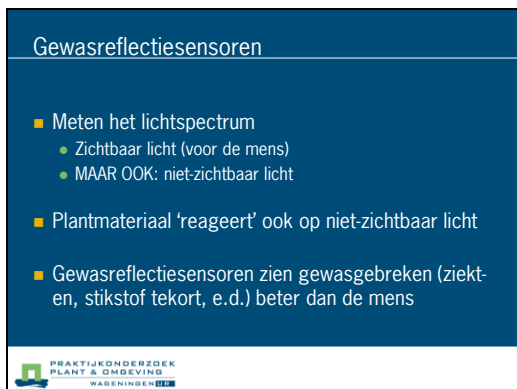 Gewasreflectiesensoren
Meten het lichtspectrum
Zichtbaar licht (voor de mens)
MAAR OOK: niet-zichtbaar licht
Plantmateriaal 'reageert' ook op niet-zichtbaar licht
Gewasreflectiesensoren zien gewasgebreken (ziekt-
en, stikstof tekort, e.d.) beter dan de mens
PRAKTIJKONDERZOEK
PLANT & OMGEVING
WAGENINGEN UR